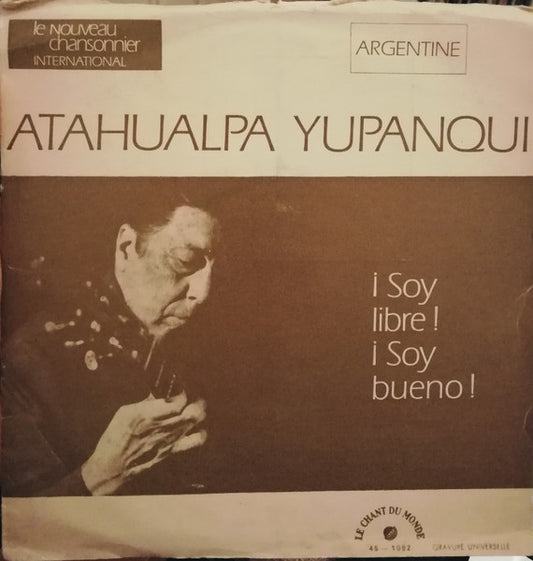 le NOUVEAU
chansonnier
INTERNATIONAL
ARGENTINE
ATAHUALPA YUPANQUI
¡ Soy
libre !
¡ Soy
bueno !
LE CHANT DU MONDE
45 — 1082 GRAVURE UNIVERSELLE